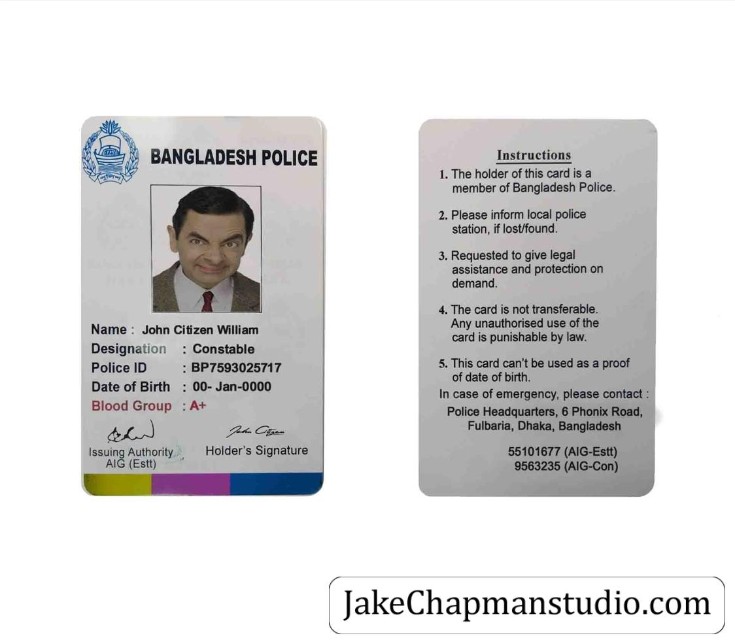 BANGLADESH POLICE
Name : John Citizen William
Designation : Constable
Police ID : BP7593025717
Date of Birth : 00- Jan-0000
Blood Group : A+
Issuing Authority
AIG (Estt)
Holder's Signature
Instructions
1. The holder of this card is a
member of Bangladesh Police.
2. Please inform local police
station, if lost/found.
3. Requested to give legal
assistance and protection on
demand.
4. The card is not transferable.
Any unauthorised use of the
card is punishable by law.
5. This card can't be used as a proof
of date of birth.
In case of emergency, please contact :
Police Headquarters, 6 Phonix Road,
Fulbaria, Dhaka, Bangladesh
55101677 (AIG-Estt)
9563235 (AIG-Con)
JakeChapmanstudio.com